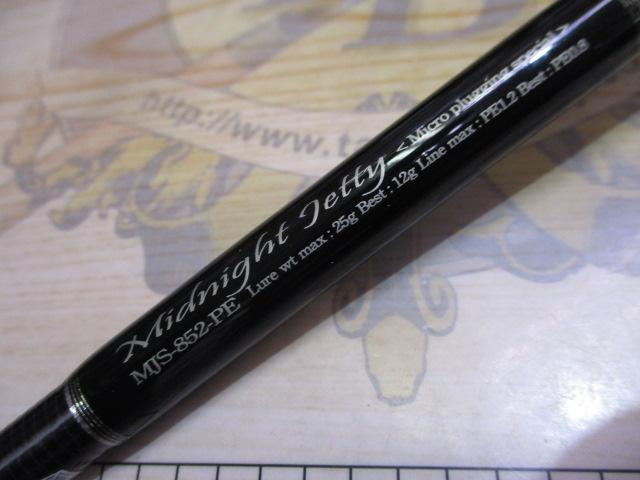 Midnight Jetty < Micro plugging special >
MJS-852-PE Lure wt max : 25g Best : 12g Line max : PE1.2 Best : PE0.8
http://www.ta